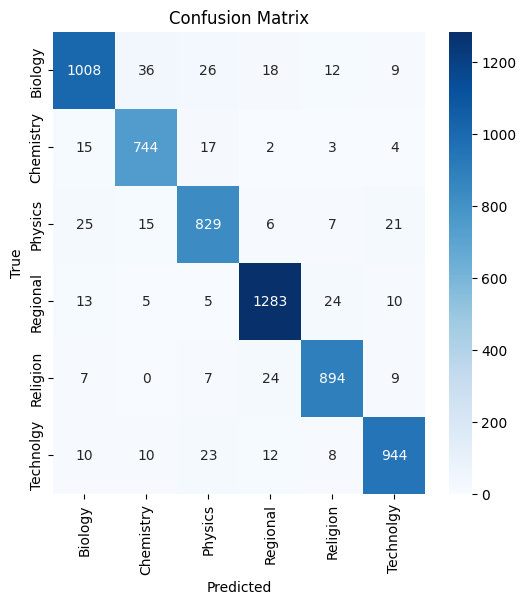 Confusion Matrix
Biology 1008 36 26 18 12 9
Chemistry 15 744 17 2 3 4
Physics 25 15 829 6 7 21
Regional 13 5 5 1283 24 10
Religion 7 0 7 24 894 9
Technolgy 10 10 23 12 8 944
True
Biology Chemistry Physics Regional Religion Technolgy
Predicted
1200
1000
800
600
400
200
0